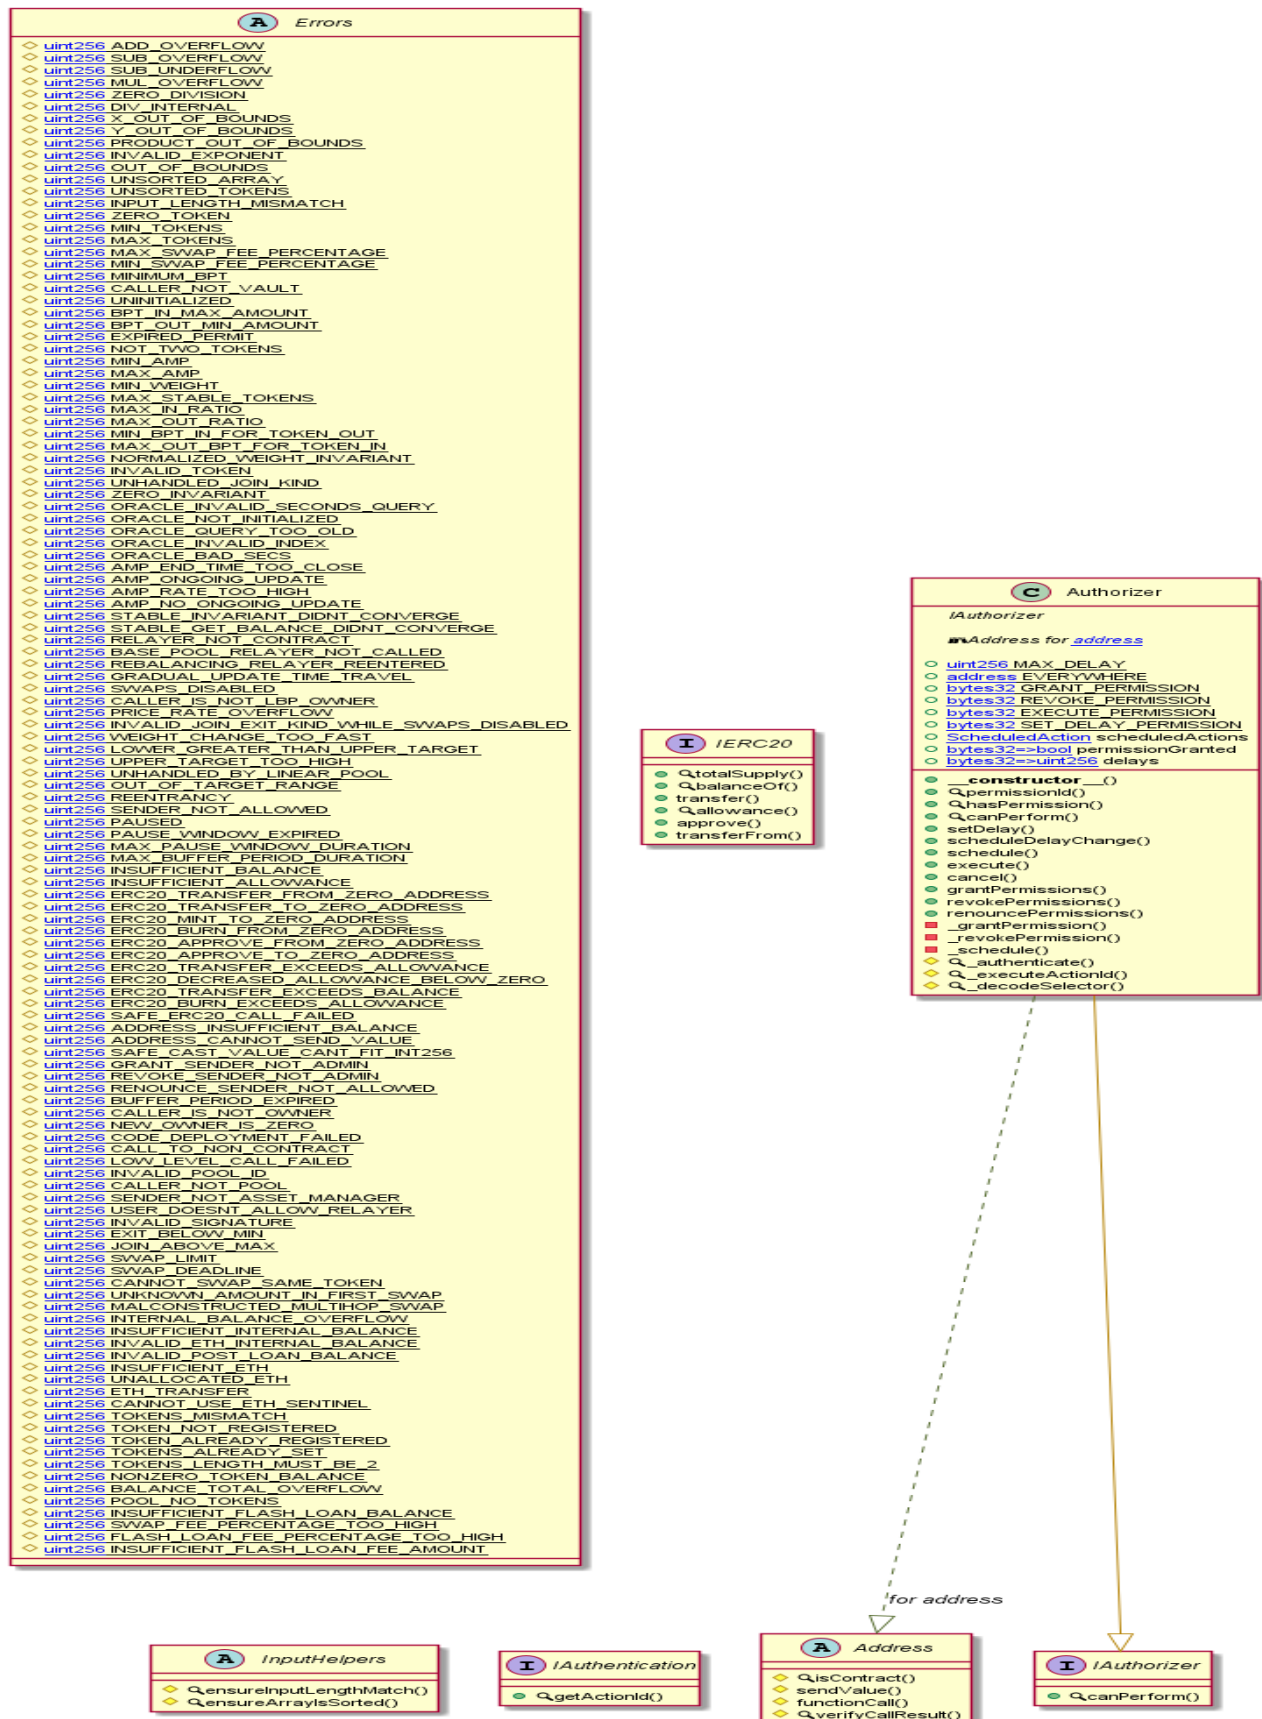 A Errors
uint256 ADD_OVERFLOW
uint256 SUB_OVERFLOW
uint256 SUB_UNDERFLOW
uint256 MUL_OVERFLOW
uint256 ZERO_DIVISION
uint256 DIV_INTERNAL
uint256 X_OUT_OF_BOUNDS
uint256 Y_OUT_OF_BOUNDS
uint256 PRODUCT_OUT_OF_BOUNDS
uint256 INVALID_EXPONENT
uint256 OUT_OF_BOUNDS
uint256 UNSORTED_ARRAY
uint256 UNSORTED_TOKENS
uint256 INPUT_LENGTH_MISMATCH
uint256 ZERO_TOKEN
uint256 MIN_TOKENS
uint256 MAX_TOKENS
uint256 MAX_SWAP_FEE_PERCENTAGE
uint256 MIN_SWAP_FEE_PERCENTAGE
uint256 MINIMUM_BPT
uint256 CALLER_NOT_VAULT
uint256 UNINITIALIZED
uint256 BPT_IN_MAX_AMOUNT
uint256 BPT_OUT_MIN_AMOUNT
uint256 EXPIRED_PERMIT
uint256 NOT_TWO_TOKENS
uint256 MIN_AMP
uint256 MAX_AMP
uint256 MIN_WEIGHT
uint256 MAX_STABLE_TOKENS
uint256 MAX_IN_RATIO
uint256 MAX_OUT_RATIO
uint256 MIN_BPT_IN_FOR_TOKEN_OUT
uint256 MAX_OUT_BPT_FOR_TOKEN_IN
uint256 NORMALIZED_WEIGHT_INVARIANT
uint256 INVALID_TOKEN
uint256 UNHANDLED_JOIN_KIND
uint256 ZERO_INVARIANT
uint256 ORACLE_INVALID_SECONDS_QUERY
uint256 ORACLE_NOT_INITIALIZED
uint256 ORACLE_QUERY_TOO_OLD
uint256 ORACLE_INVALID_INDEX
uint256 ORACLE_BAD_SECS
uint256 AMP_END_TIME_TOO_CLOSE
uint256 AMP_ONGOING_UPDATE
uint256 AMP_RATE_TOO_HIGH
uint256 AMP_NO_ONGOING_UPDATE
uint256 STABLE_INVARIANT_DIDNT_CONVERGE
uint256 STABLE_GET_BALANCE_DIDNT_CONVERGE
uint256 RELAYER_NOT_CONTRACT
uint256 BASE_POOL_RELAYER_NOT_CALLED
uint256 REBALANCING_RELAYER_REENTERED
uint256 GRADUAL_UPDATE_TIME_TRAVEL
uint256 SWAPS_DISABLED
uint256 CALLER_IS_NOT_LBP_OWNER
uint256 PRICE_RATE_OVERFLOW
uint256 INVALID_JOIN_EXIT_KIND_WHILE_SWAPS_DISABLED
uint256 WEIGHT_CHANGE_TOO_FAST
uint256 LOWER_GREATER_THAN_UPPER_TARGET
uint256 UPPER_TARGET_TOO_HIGH
uint256 UNHANDLED_BY_LINEAR_POOL
uint256 OUT_OF_TARGET_RANGE
uint256 REENTRANCY
uint256 SENDER_NOT_ALLOWED
uint256 PAUSED
uint256 PAUSE_WINDOW_EXPIRED
uint256 MAX_PAUSE_WINDOW_DURATION
uint256 MAX_BUFFER_PERIOD_DURATION
uint256 INSUFFICIENT_BALANCE
uint256 INSUFFICIENT_ALLOWANCE
uint256 ERC20_TRANSFER_FROM_ZERO_ADDRESS
uint256 ERC20_TRANSFER_TO_ZERO_ADDRESS
uint256 ERC20_MINT_TO_ZERO_ADDRESS
uint256 ERC20_BURN_FROM_ZERO_ADDRESS
uint256 ERC20_APPROVE_FROM_ZERO_ADDRESS
uint256 ERC20_APPROVE_TO_ZERO_ADDRESS
uint256 ERC20_TRANSFER_EXCEEDS_ALLOWANCE
uint256 ERC20_DECREASED_ALLOWANCE_BELOW_ZERO
uint256 ERC20_TRANSFER_EXCEEDS_BALANCE
uint256 ERC20_BURN_EXCEEDS_ALLOWANCE
uint256 SAFE_ERC20_CALL_FAILED
uint256 ADDRESS_INSUFFICIENT_BALANCE
uint256 ADDRESS_CANNOT_SEND_VALUE
uint256 SAFE_CAST_VALUE_CANT_FIT_INT256
uint256 GRANT_SENDER_NOT_ADMIN
uint256 REVOKE_SENDER_NOT_ADMIN
uint256 RENOUNCE_SENDER_NOT_ALLOWED
uint256 BUFFER_PERIOD_EXPIRED
uint256 CALLER_IS_NOT_OWNER
uint256 NEW_OWNER_IS_ZERO
uint256 CODE_DEPLOYMENT_FAILED
uint256 CALL_TO_NON_CONTRACT
uint256 LOW_LEVEL_CALL_FAILED
uint256 INVALID_POOL_ID
uint256 CALLER_NOT_POOL
uint256 SENDER_NOT_ASSET_MANAGER
uint256 USER_DOESNT_ALLOW_RELAYER
uint256 INVALID_SIGNATURE
uint256 EXIT_BELOW_MIN
uint256 JOIN_ABOVE_MAX
uint256 SWAP_LIMIT
uint256 SWAP_DEADLINE
uint256 CANNOT_SWAP_SAME_TOKEN
uint256 UNKNOWN_AMOUNT_IN_FIRST_SWAP
uint256 MALCONSTRUCTED_MULTIHOP_SWAP
uint256 INTERNAL_BALANCE_OVERFLOW
uint256 INSUFFICIENT_INTERNAL_BALANCE
uint256 INVALID_ETH_INTERNAL_BALANCE
uint256 INVALID_POST_LOAN_BALANCE
uint256 INSUFFICIENT_ETH
uint256 UNALLOCATED_ETH
uint256 ETH_TRANSFER
uint256 CANNOT_USE_ETH_SENTINEL
uint256 TOKENS_MISMATCH
uint256 TOKEN_NOT_REGISTERED
uint256 TOKEN_ALREADY_REGISTERED
uint256 TOKENS_ALREADY_SET
uint256 TOKENS_LENGTH_MUST_BE_2
uint256 NONZERO_TOKEN_BALANCE
uint256 BALANCE_TOTAL_OVERFLOW
uint256 POOL_NO_TOKENS
uint256 INSUFFICIENT_FLASH_LOAN_BALANCE
uint256 SWAP_FEE_PERCENTAGE_TOO_HIGH
uint256 FLASH_LOAN_FEE_PERCENTAGE_TOO_HIGH
uint256 INSUFFICIENT_FLASH_LOAN_FEE_AMOUNT
I IERC20
totalSupply()
balanceOf()
transfer()
allowance()
approve()
transferFrom()
C Authorizer
IAuthorizer
Address for address
uint256 MAX_DELAY
address EVERYWHERE
bytes32 GRANT_PERMISSION
bytes32 REVOKE_PERMISSION
bytes32 EXECUTE_PERMISSION
bytes32 SET_DELAY_PERMISSION
ScheduledAction scheduledActions
bytes32=>bool permissionGranted
bytes32=>uint256 delays
__constructor__()
permissionId()
hasPermission()
canPerform()
setDelay()
scheduleDelayChange()
schedule()
execute()
cancel()
grantPermissions()
revokePermissions()
renouncePermissions()
_grantPermission()
_revokePermission()
_schedule()
_authenticate()
_executeActionId()
_decodeSelector()
for address
A InputHelpers
ensureInputLengthMatch()
ensureArrayIsSorted()
I IAuthentication
getActionId()
A Address
isContract()
sendValue()
functionCall()
verifyCallResult()
I IAuthorizer
canPerform()